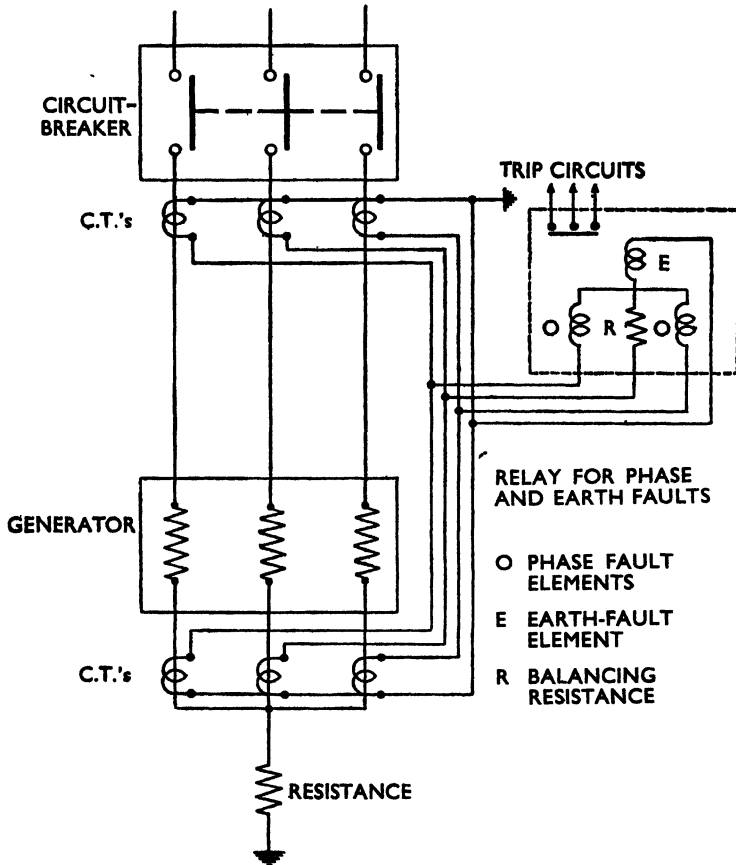 CIRCUIT-
BREAKER
C.T.'s
TRIP CIRCUITS
E
O
R
O
RELAY FOR PHASE
AND EARTH FAULTS
GENERATOR
O PHASE FAULT
ELEMENTS
E EARTH-FAULT
ELEMENT
C.T.'s
R BALANCING
RESISTANCE
RESISTANCE